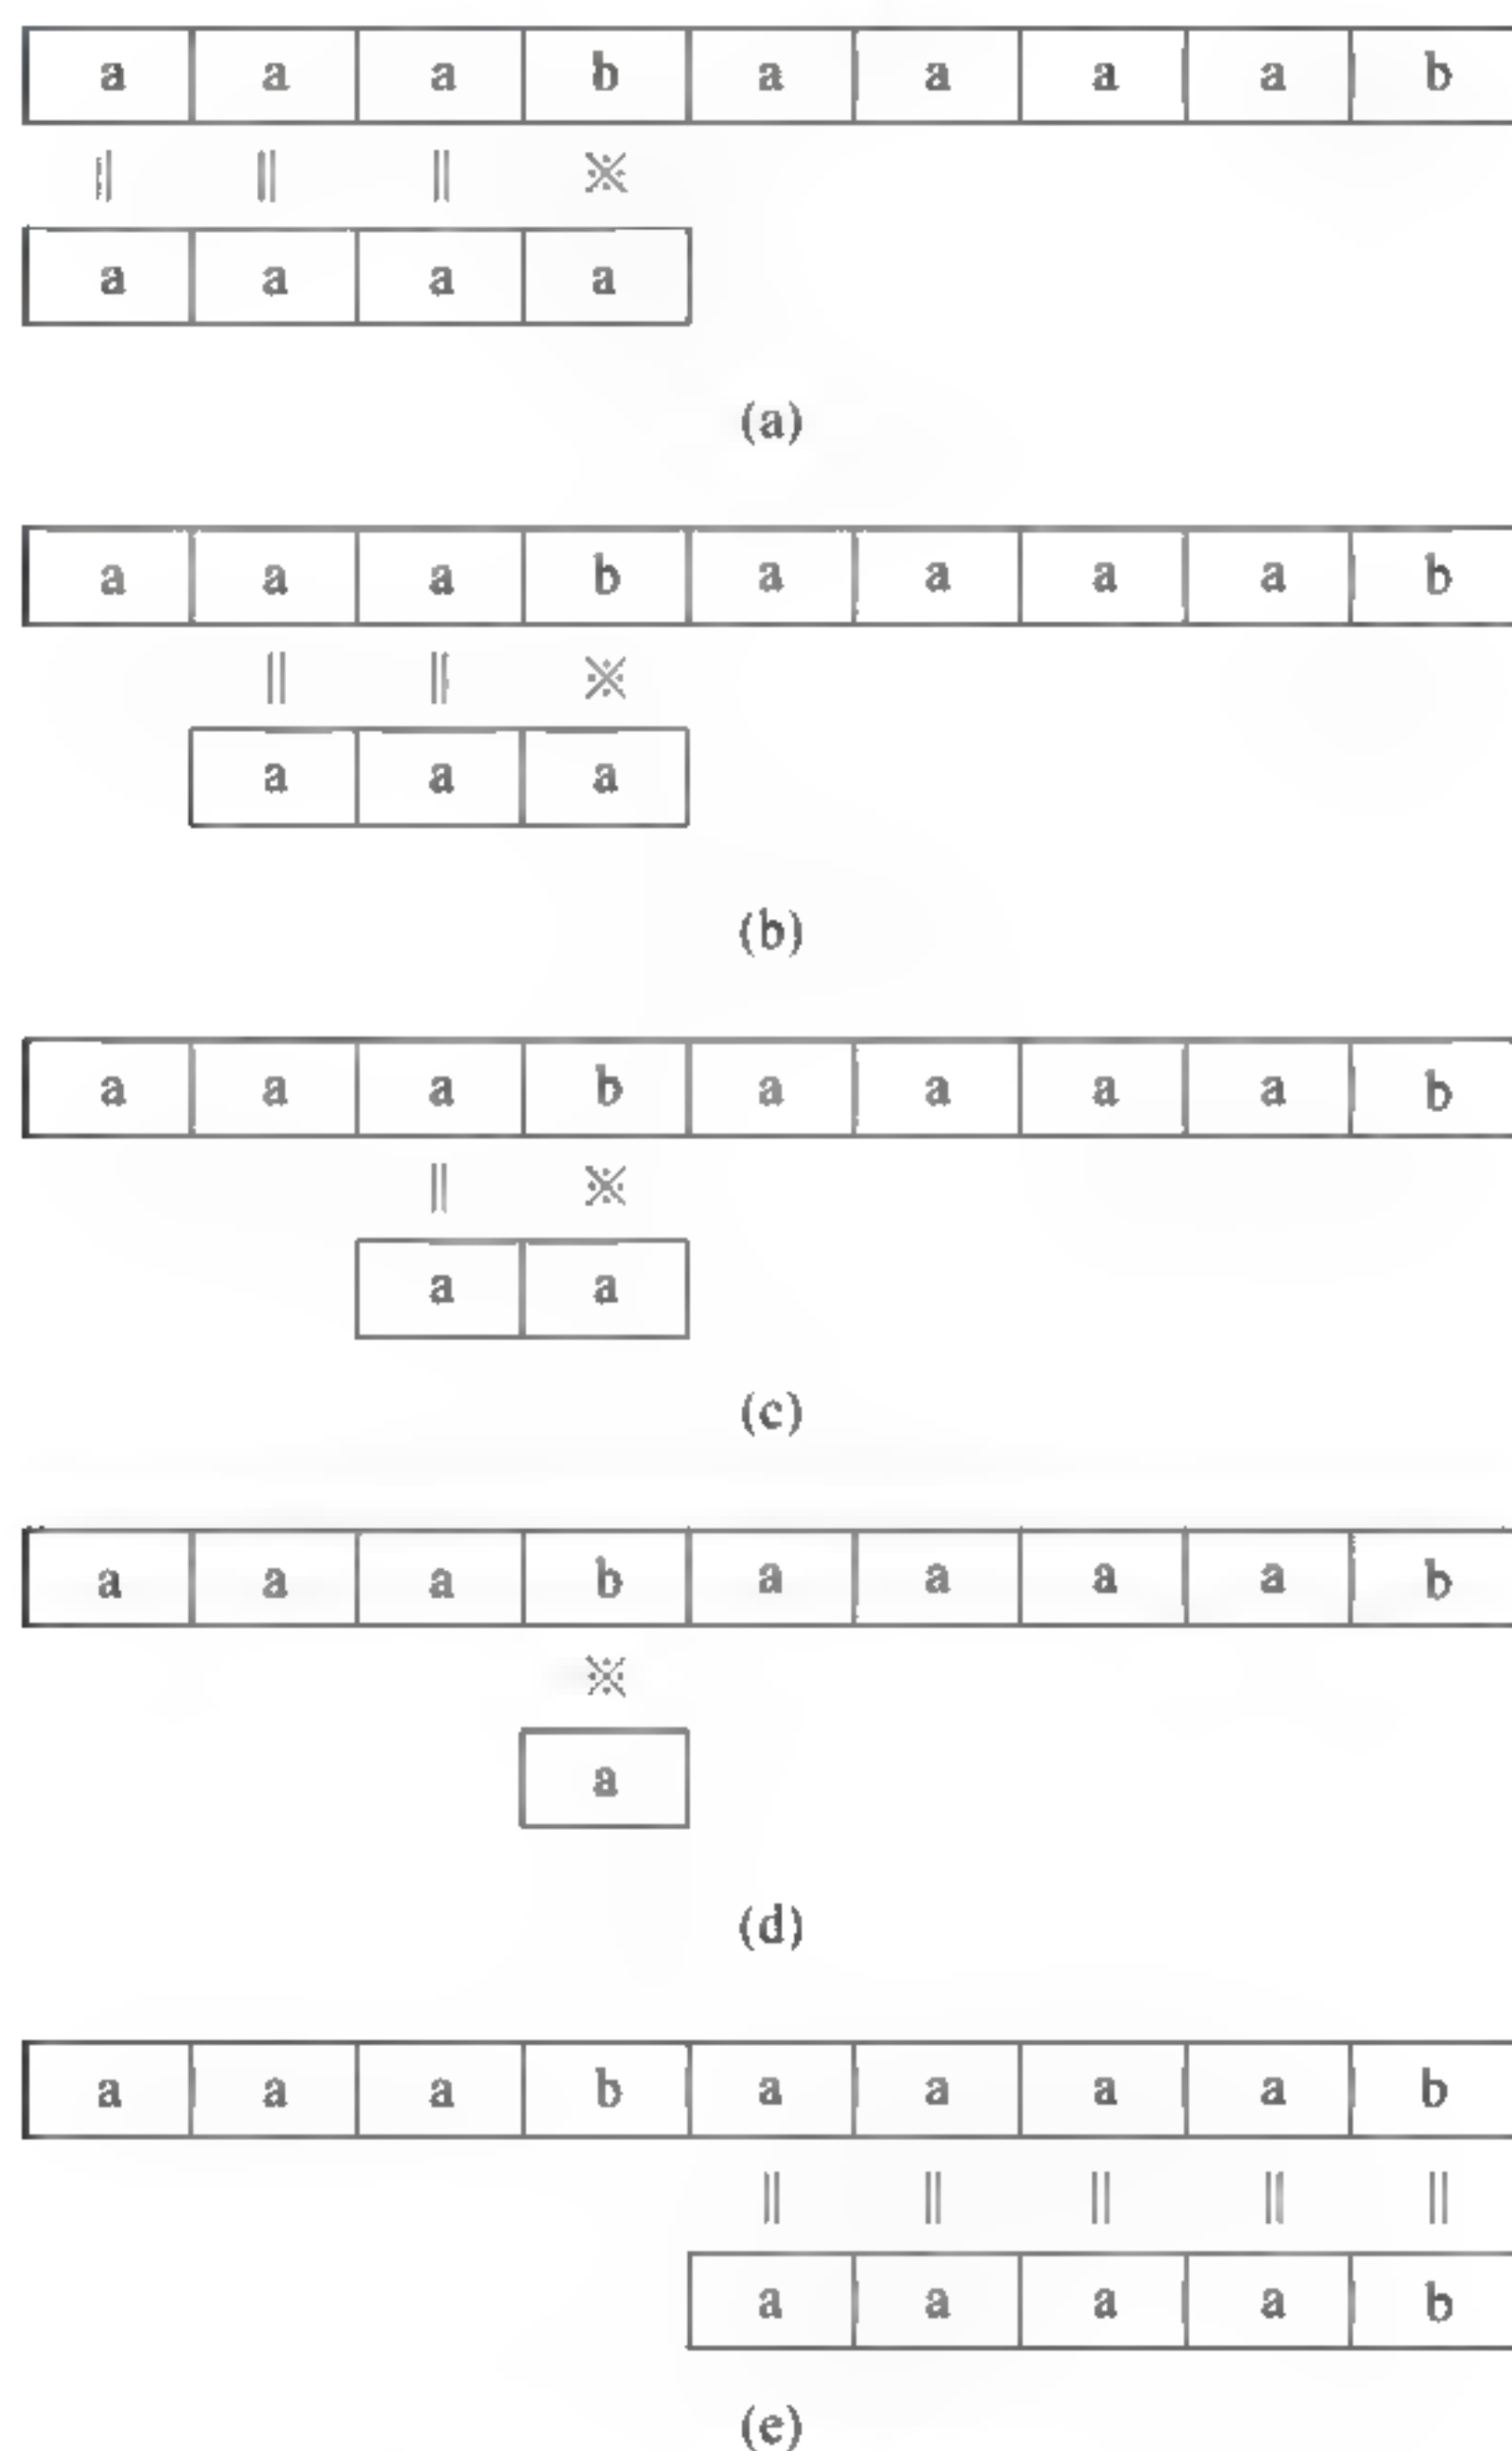 a a a b a a a a b
‖ ‖ ‖ ※
a a a a
(a)
a a a b a a a a b
‖ ‖ ※
a a a
(b)
a a a b a a a a b
‖ ※
a a
(c)
a a a b a a a a b
※
a
(d)
a a a b a a a a b
‖ ‖ ‖ ‖ ‖
a a a a b
(e)